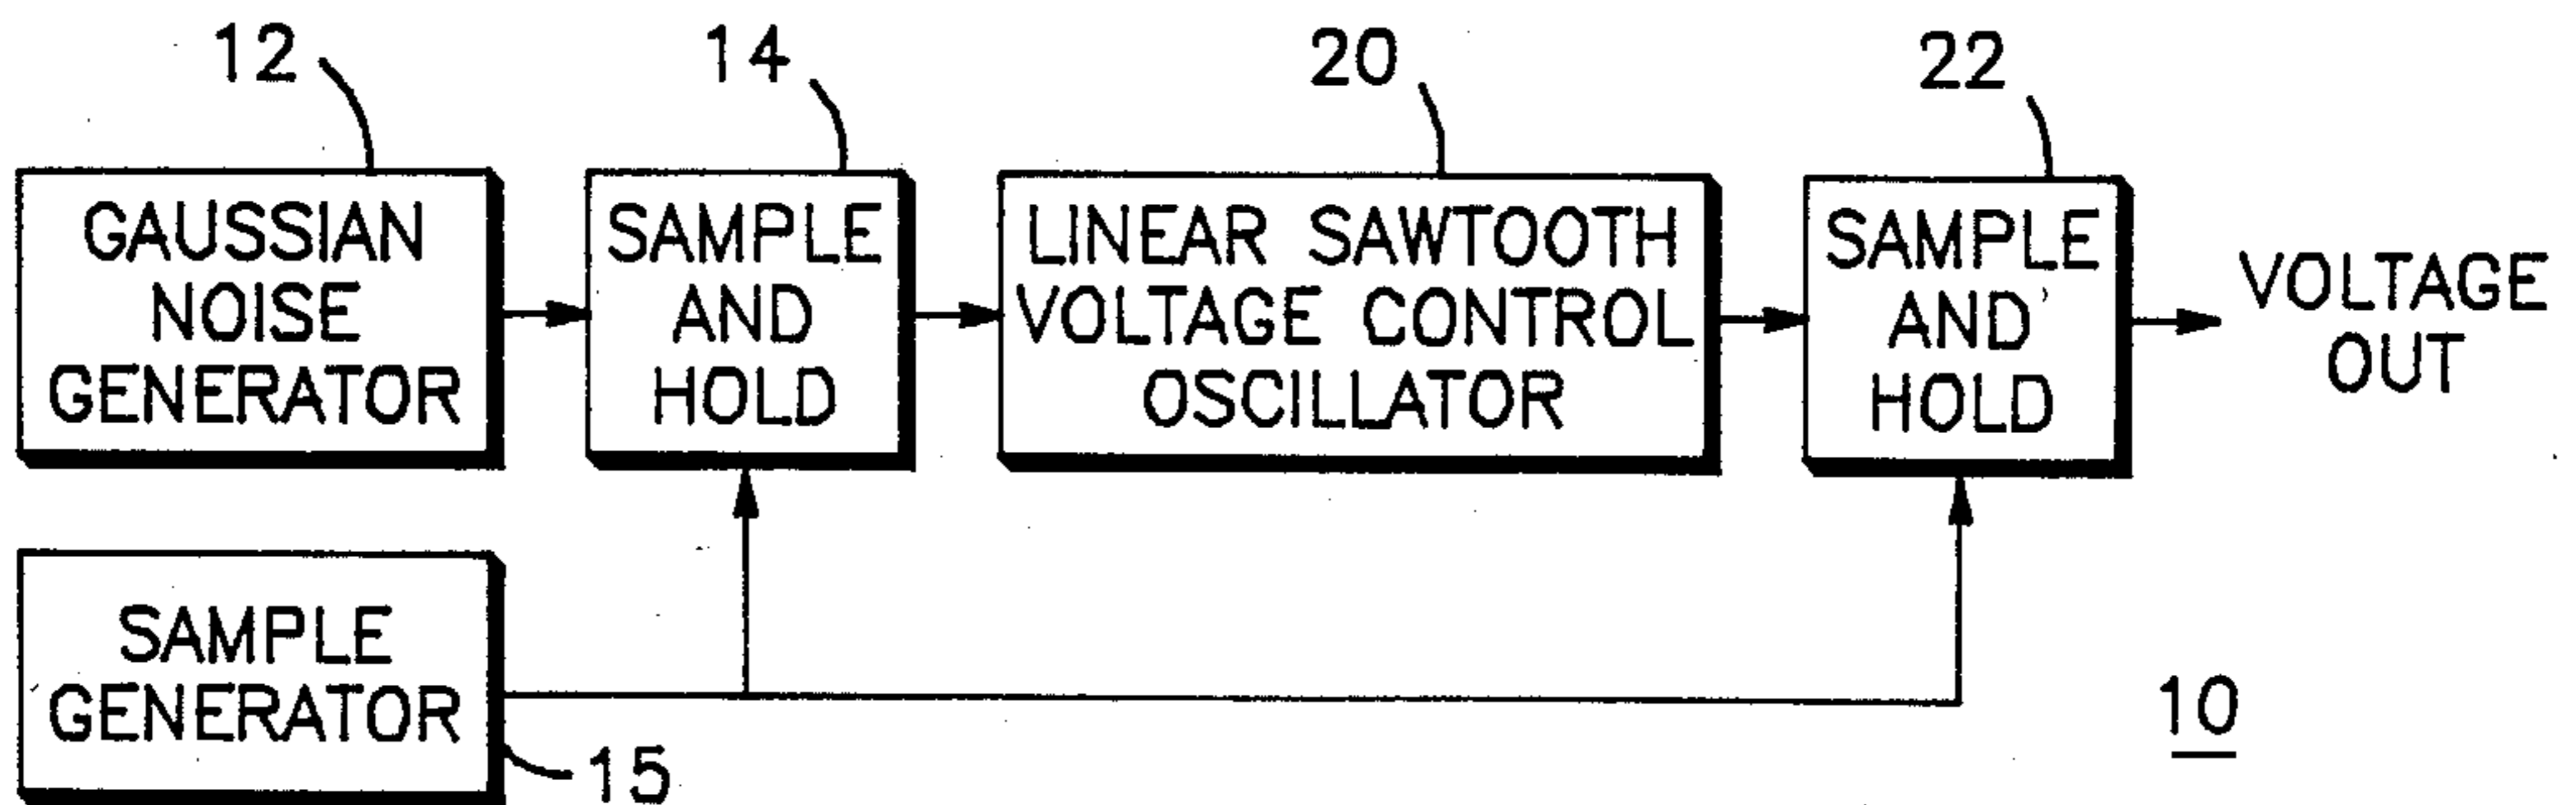 12
14
20
22
GAUSSIAN
NOISE
GENERATOR
SAMPLE
AND
HOLD
LINEAR SAWTOOTH
VOLTAGE CONTROL
OSCILLATOR
SAMPLE
AND
HOLD
VOLTAGE
OUT
SAMPLE
GENERATOR
15
10